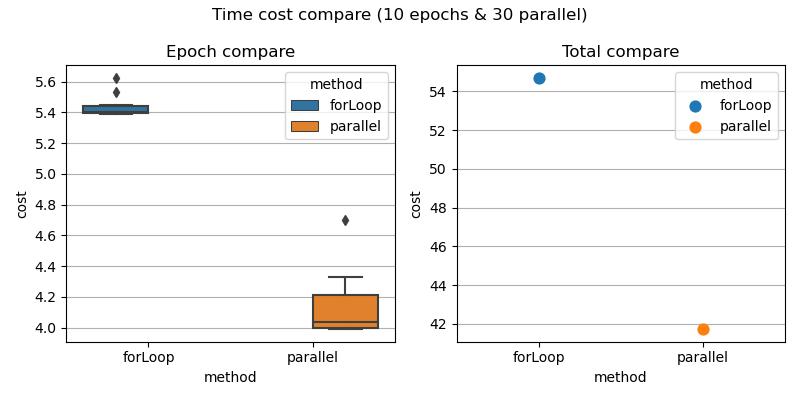 Time cost compare (10 epochs & 30 parallel)
Epoch compare
cost
5.6
5.4
5.2
5.0
4.8
4.6
4.4
4.2
4.0
method
forLoop
parallel
forLoop
parallel
method
Total compare
cost
54
52
50
48
46
44
42
method
forLoop
parallel
forLoop
parallel
method